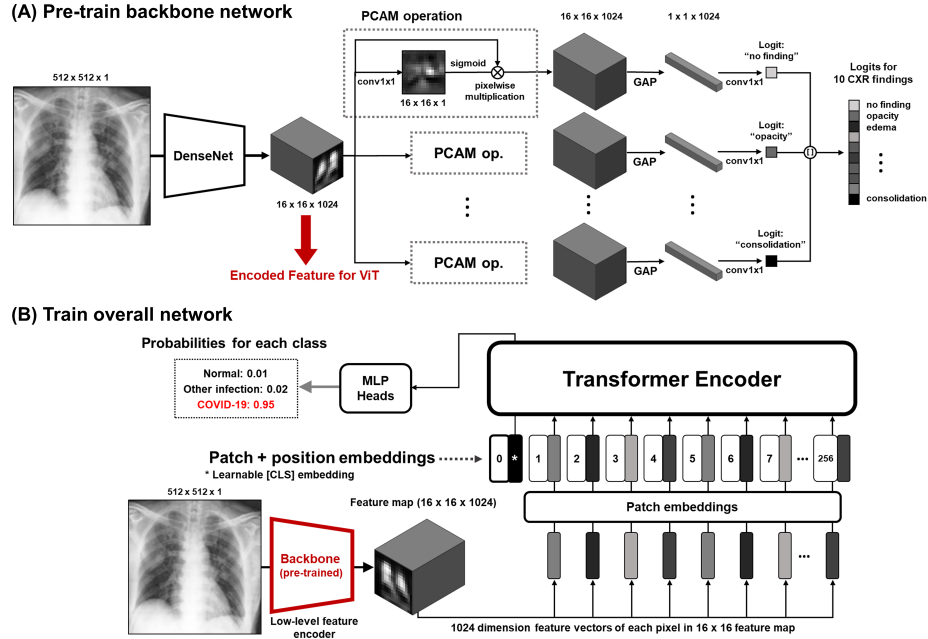 (A) Pre-train backbone network
512 x 512 x 1
DenseNet
16 x 16 x 1024
Encoded Feature for ViT
PCAM operation
conv1x1
sigmoid
16 x 16 x 1
pixelwise
multiplication
PCAM op.
PCAM op.
16 x 16 x 1024
1 x 1 x 1024
GAP
conv1x1
Logit:
“no finding”
GAP
conv1x1
Logit:
“opacity”
GAP
conv1x1
Logit:
“consolidation”
[ ]
Logits for
10 CXR findings
no finding
opacity
edema
consolidation
(B) Train overall network
Probabilities for each class
Normal: 0.01
Other infection: 0.02
COVID-19: 0.95
MLP
Heads
Transformer Encoder
Patch + position embeddings
* Learnable [CLS] embedding
0 * 1 2 3 4 5 6 7 ••• 256
Patch embeddings
512 x 512 x 1
Backbone
(pre-trained)
Low-level feature
encoder
Feature map (16 x 16 x 1024)
1024 dimension feature vectors of each pixel in 16 x 16 feature map